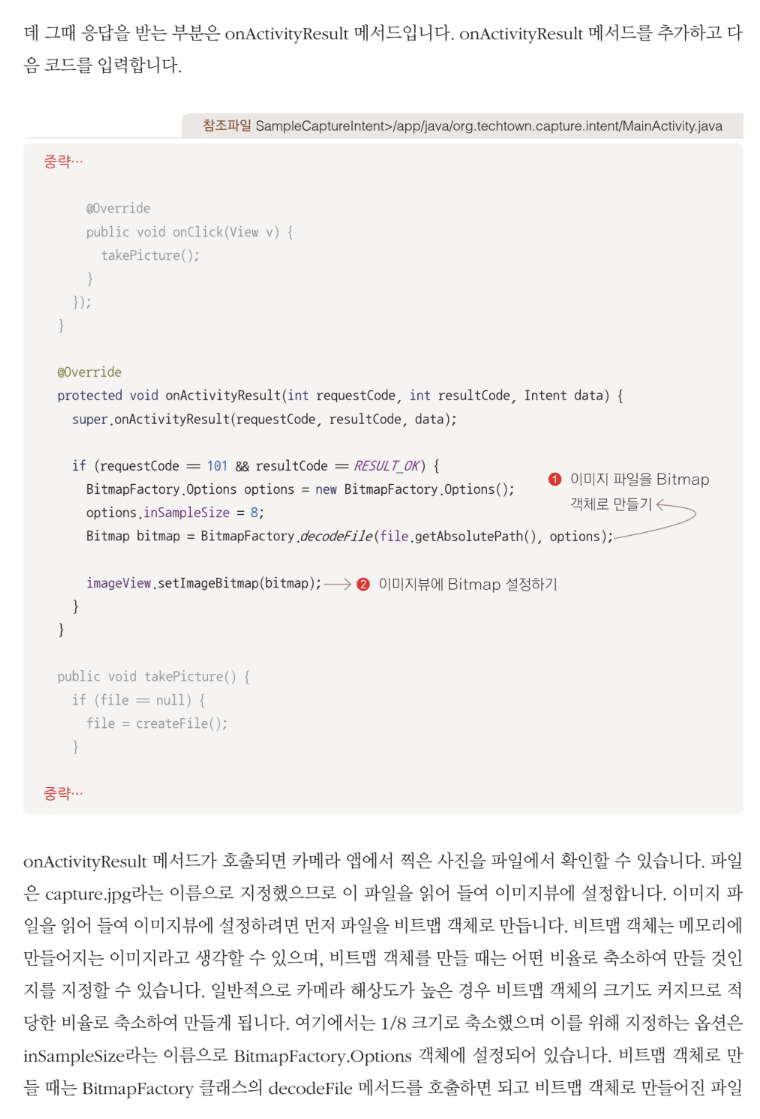 데 그때 응답을 받는 부분은 onActivityResult 메서드입니다. onActivityResult 메서드를 추가하고 다
음 코드를 입력합니다.
참조파일 SampleCaptureIntent>/app/java/org.techtown.capture.intent/MainActivity.java
중략…
@Override
public void onClick(View v) {
takePicture();
}
});
}
@Override
protected void onActivityResult(int requestCode, int resultCode, Intent data) {
super.onActivityResult(requestCode, resultCode, data);
if (requestCode == 101 && resultCode == RESULT_OK) {
BitmapFactory.Options options = new BitmapFactory.Options();
options.inSampleSize = 8;
Bitmap bitmap = BitmapFactory.decodeFile(file.getAbsolutePath(), options);
1 이미지 파일을 Bitmap
객체로 만들기
imageView.setImageBitmap(bitmap); 2 이미지뷰에 Bitmap 설정하기
}
}
public void takePicture() {
if (file == null) {
file = createFile();
}
중략…
onActivityResult 메서드가 호출되면 카메라 앱에서 찍은 사진을 파일에서 확인할 수 있습니다. 파일
은 capture.jpg라는 이름으로 지정했으므로 이 파일을 읽어 들여 이미지뷰에 설정합니다. 이미지 파
일을 읽어 들여 이미지뷰에 설정하려면 먼저 파일을 비트맵 객체로 만듭니다. 비트맵 객체는 메모리에
만들어지는 이미지라고 생각할 수 있으며, 비트맵 객체를 만들 때는 어떤 비율로 축소하여 만들 것인
지를 지정할 수 있습니다. 일반적으로 카메라 해상도가 높은 경우 비트맵 객체의 크기도 커지므로 적
당한 비율로 축소하여 만들게 됩니다. 여기에서는 1/8 크기로 축소했으며 이를 위해 지정하는 옵션은
inSampleSize라는 이름으로 BitmapFactory.Options 객체에 설정되어 있습니다. 비트맵 객체로 만
들 때는 BitmapFactory 클래스의 decodeFile 메서드를 호출하면 되고 비트맵 객체로 만들어진 파일